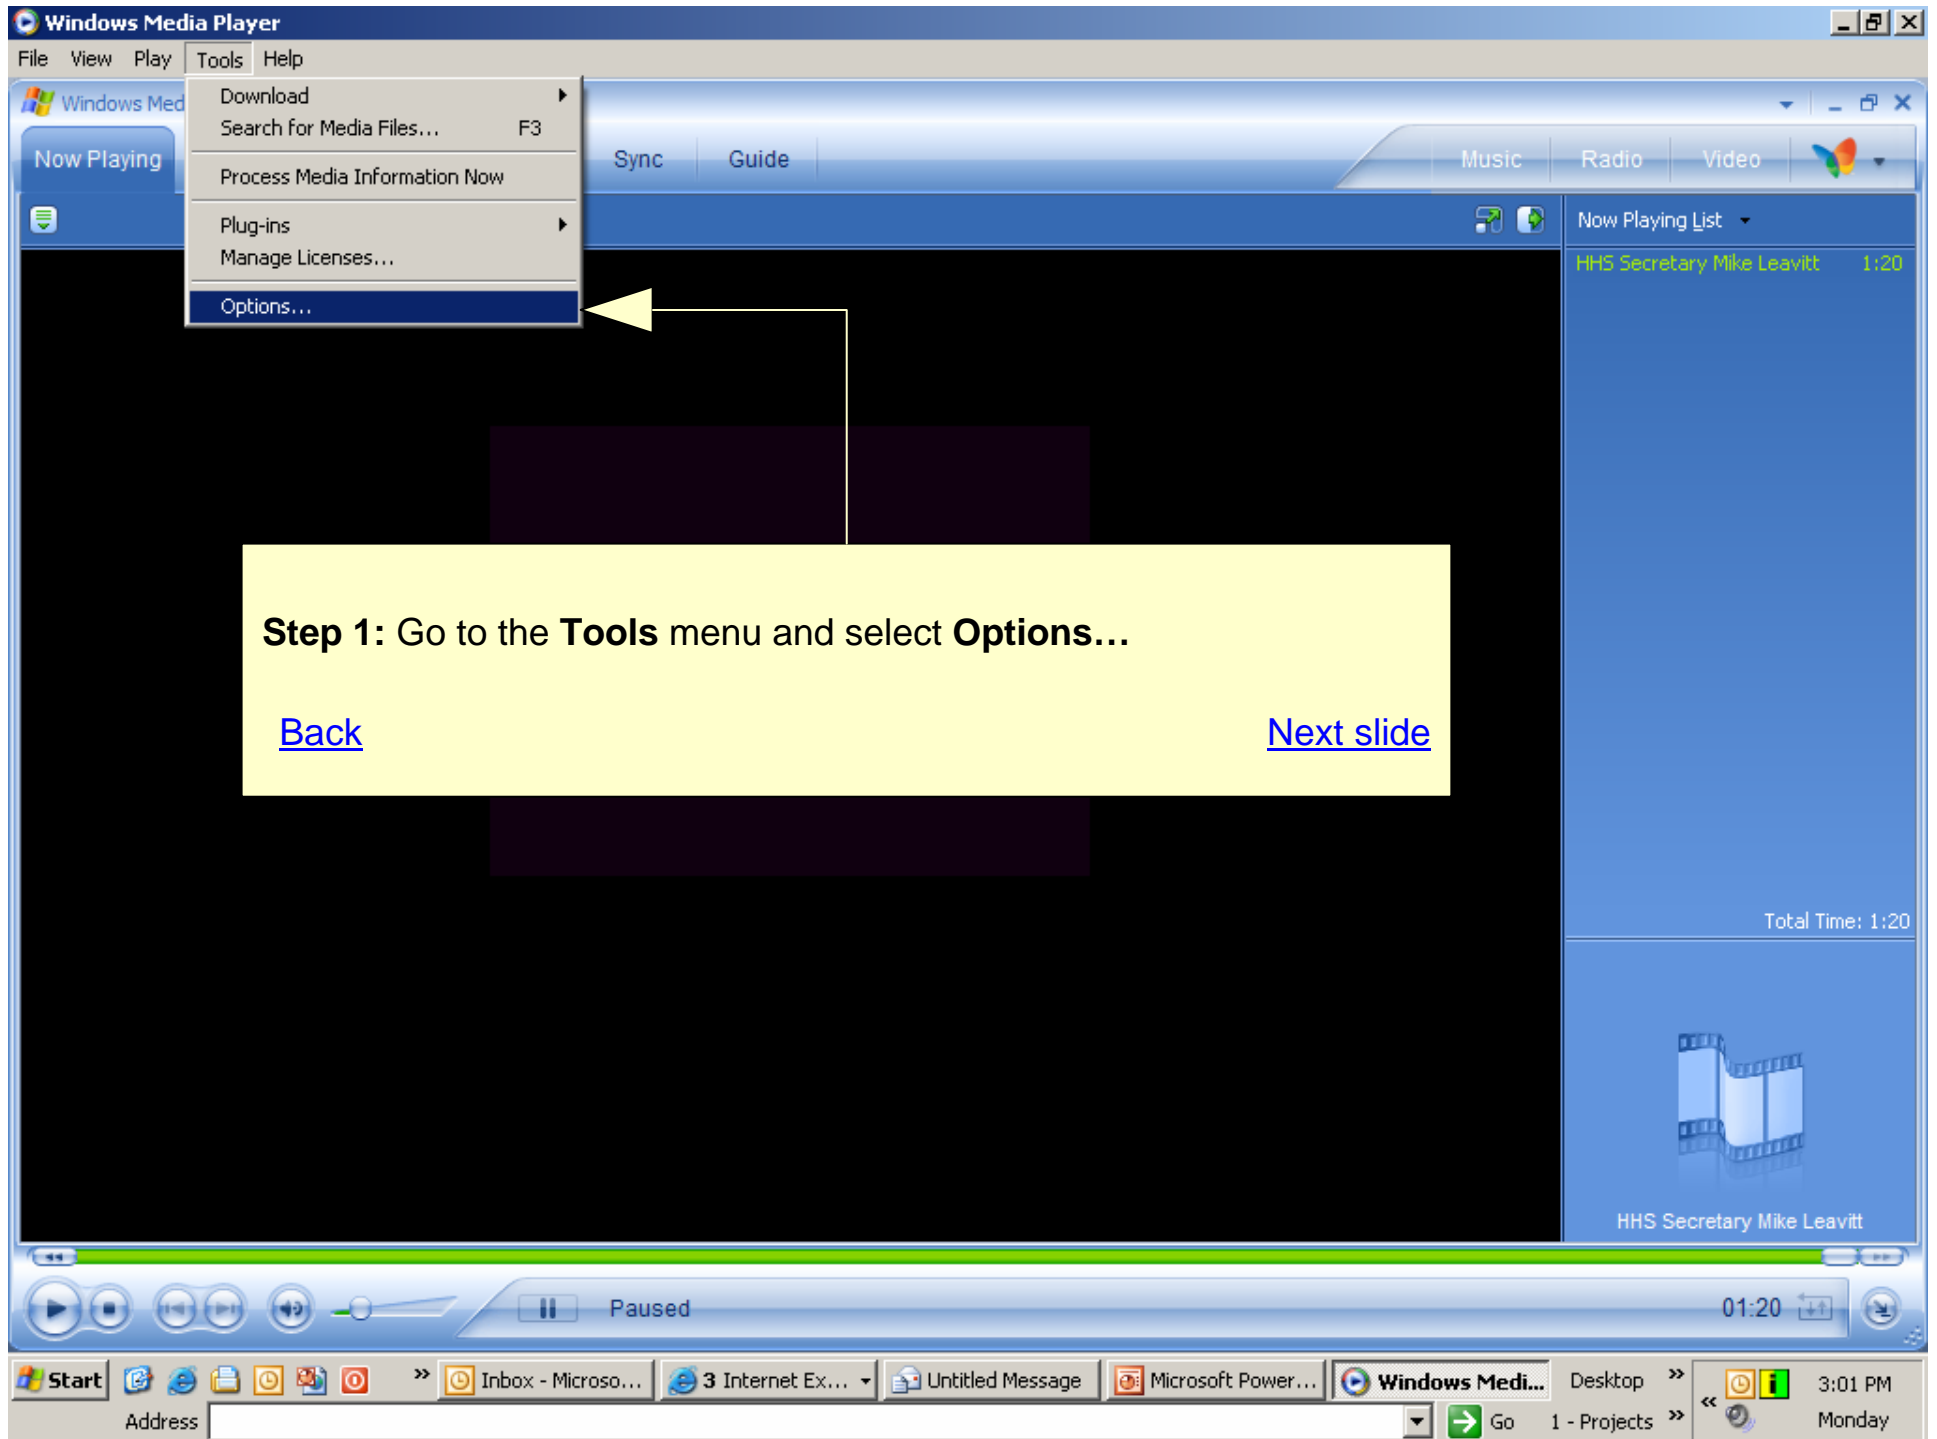 Windows Media Player
File View Play Tools Help
Windows Med
Download
Search for Media Files... F3
Process Media Information Now
Plug-ins
Manage Licenses...
Options...
Now Playing Sync Guide Music Radio Video
Now Playing List
HHS Secretary Mike Leavitt 1:20
Step 1: Go to the Tools menu and select Options…
Back Next slide
Total Time: 1:20
HHS Secretary Mike Leavitt
Paused 01:20
Start » Inbox - Microso... 3 Internet Ex... Untitled Message Microsoft Power... Windows Medi... Desktop » « 3:01 PM
Address Go 1 - Projects » Monday